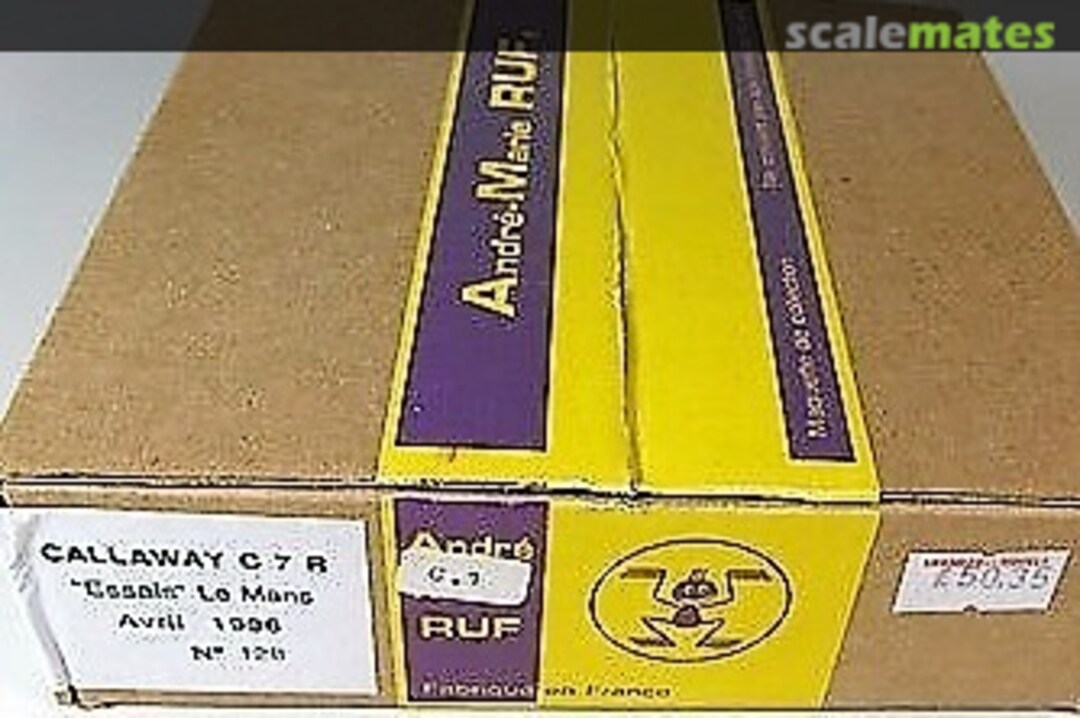 scalemates
André-Marie RUF
Maquette de collection
CALLAWAY C 7 R
"Essais" Le Mans
Avril 1996
N°
André
C.7
RUF
Fabriqué en France
£50.35